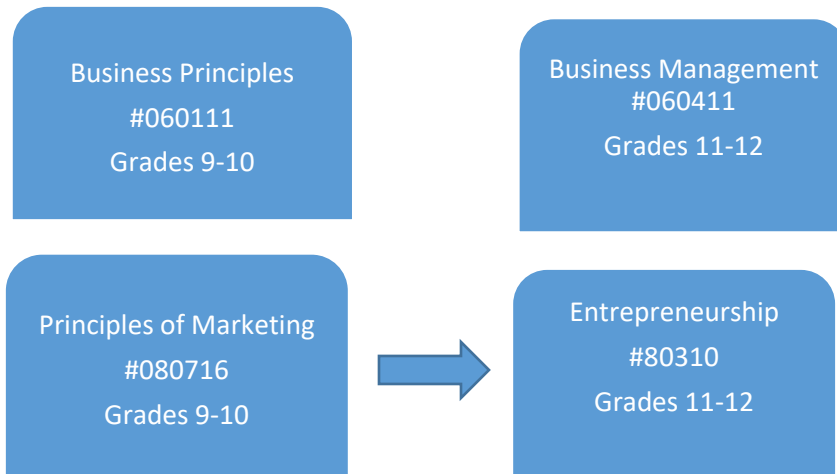 Business Principles
#060111
Grades 9-10
Business Management
#060411
Grades 11-12
Principles of Marketing
#080716
Grades 9-10
Entrepreneurship
#80310
Grades 11-12